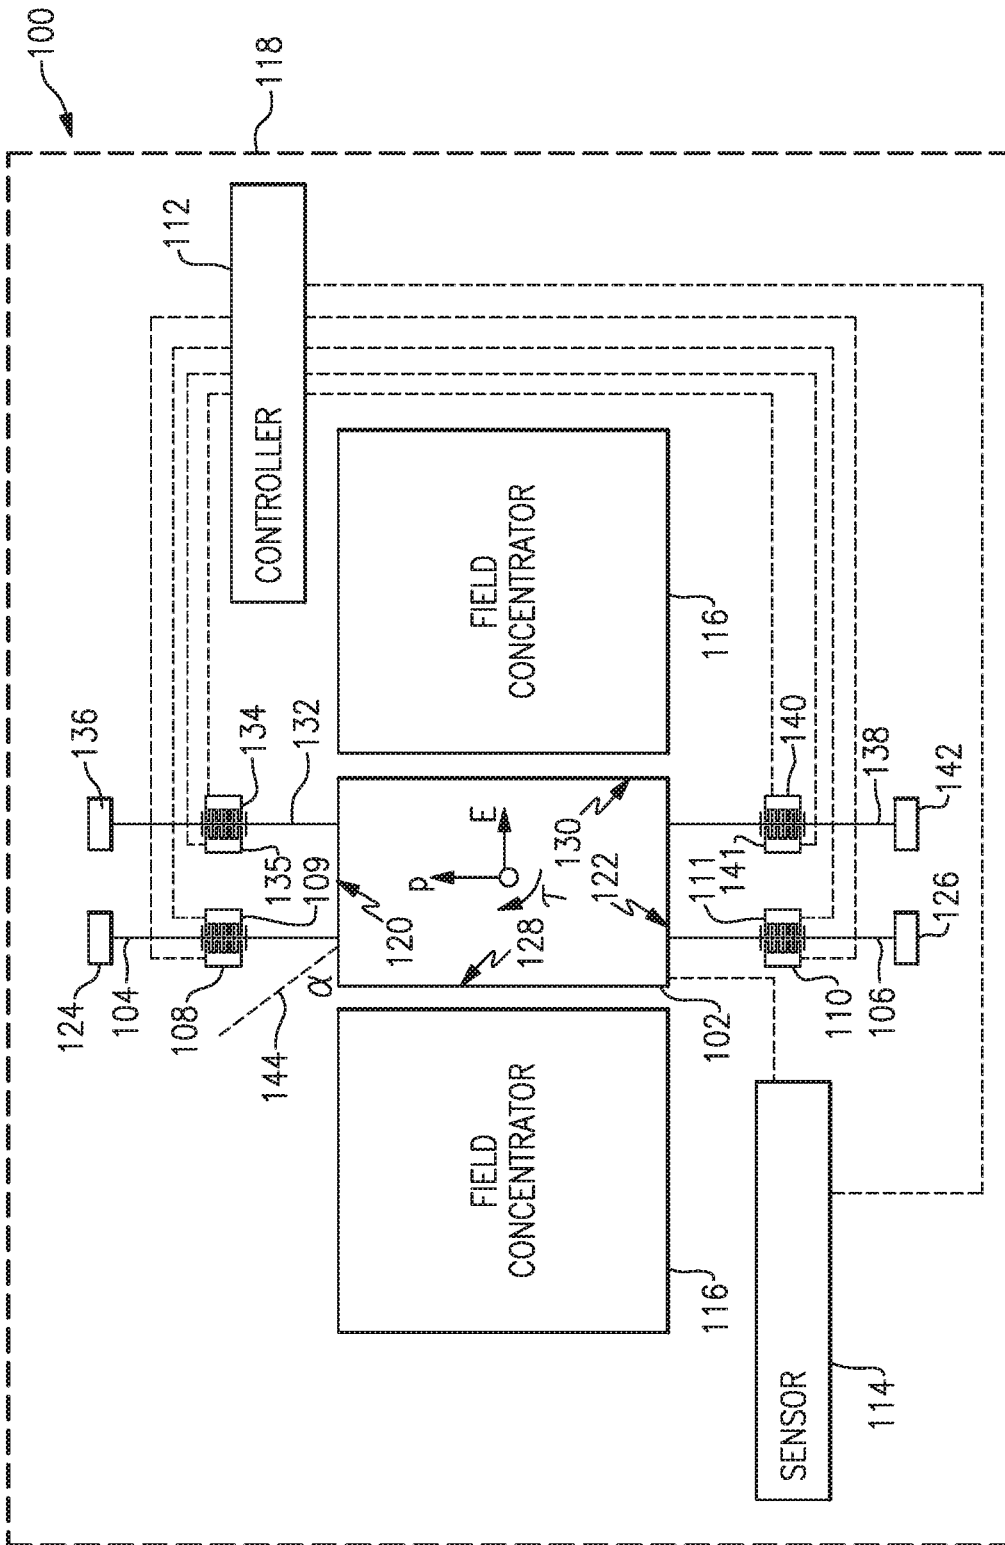 100
124
136
104
112
108
134
118
CONTROLLER
144
135
109
132
α
120
P
E
FIELD
CONCENTRATOR
FIELD
CONCENTRATOR
128
τ
130
122
116
102
116
SENSOR
140
111
141
110
114
106
138
126
142